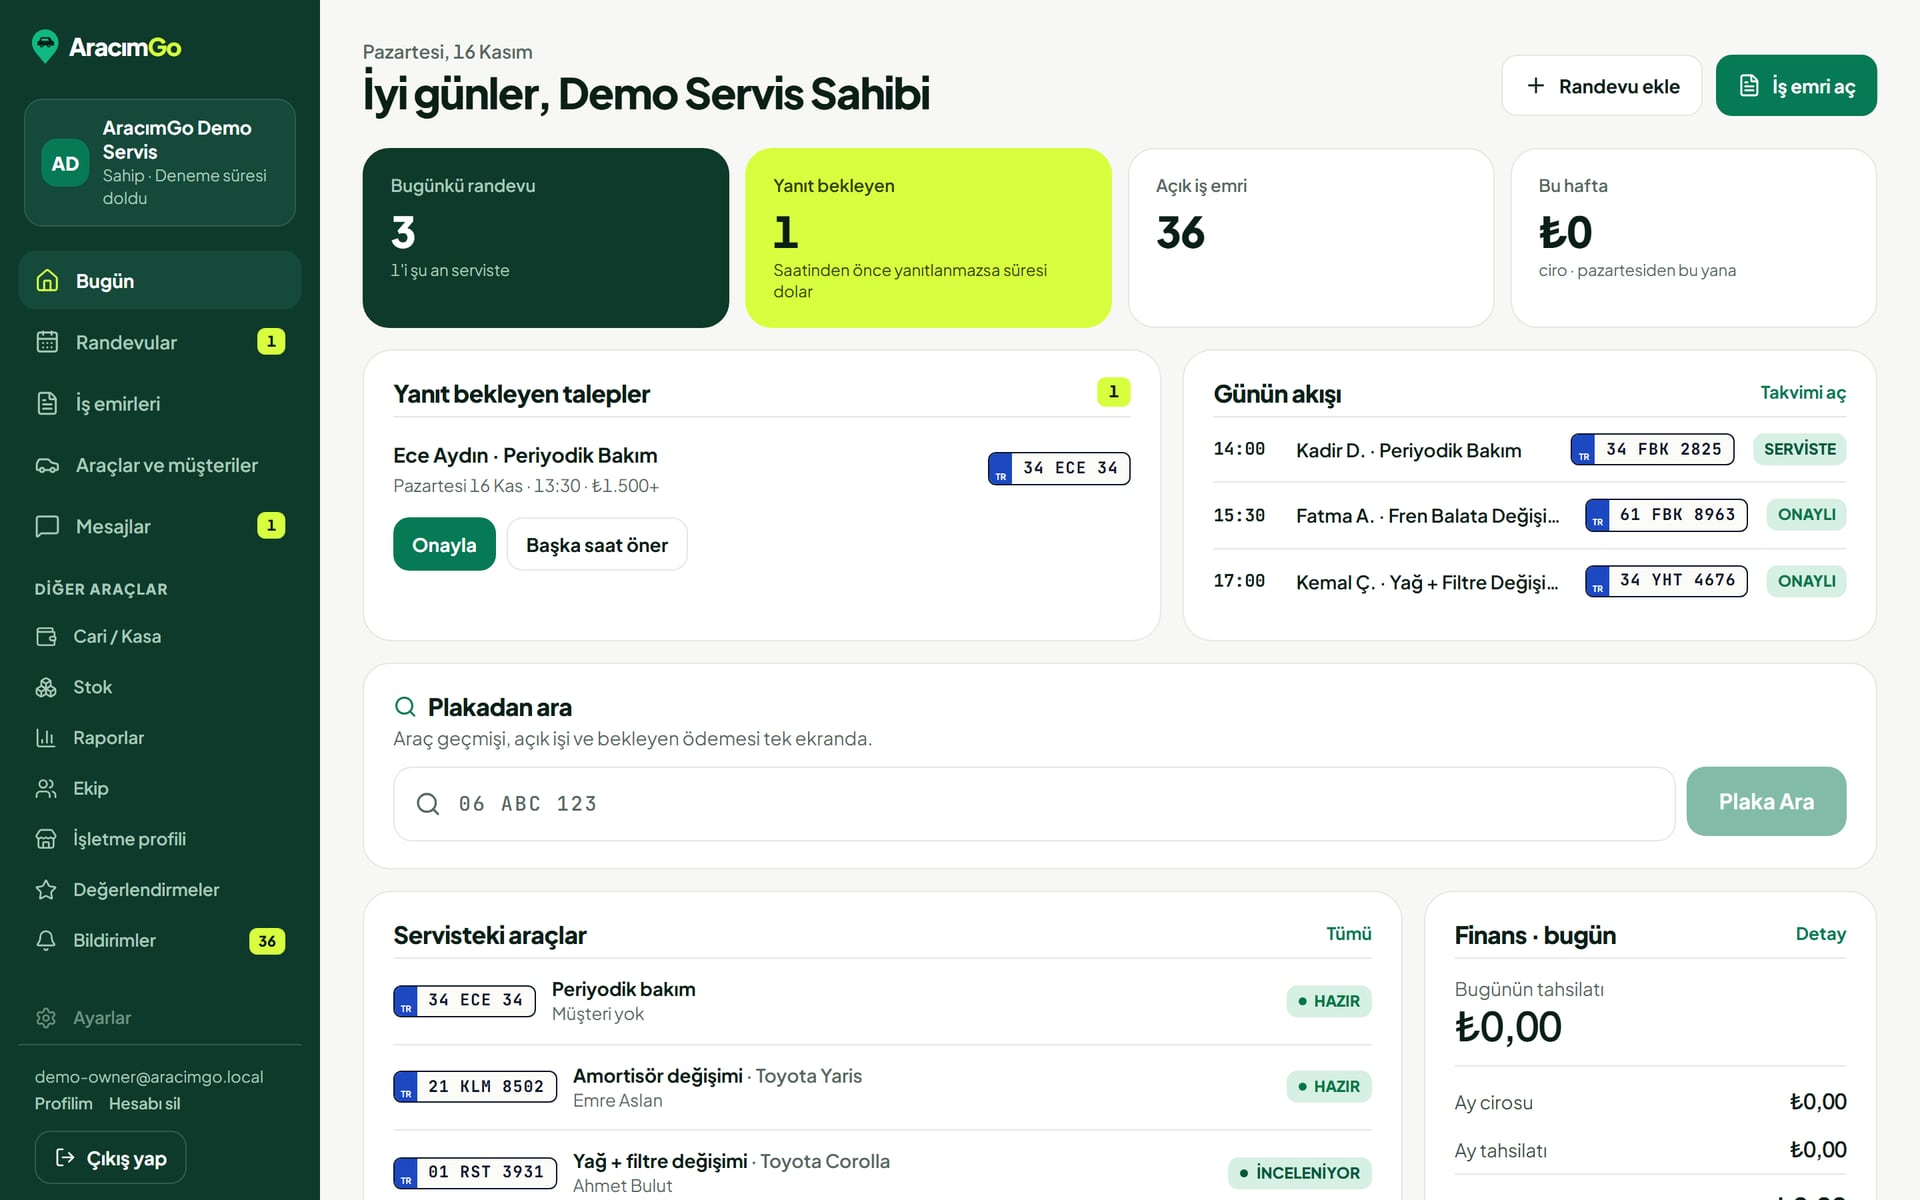 AracımGo
AD
AracımGo Demo
Servis
Sahip · Deneme süresi
doldu
Bugün
Randevular 1
İş emirleri
Araçlar ve müşteriler
Mesajlar 1
DİĞER ARAÇLAR
Cari / Kasa
Stok
Raporlar
Ekip
İşletme profili
Değerlendirmeler
Bildirimler 36
Ayarlar
demo-owner@aracimgo.local
Profilim Hesabı sil
Çıkış yap
Pazartesi, 16 Kasım
İyi günler, Demo Servis Sahibi
+ Randevu ekle
İş emri aç
Bugünkü randevu
3
1'i şu an serviste
Yanıt bekleyen
1
Saatinden önce yanıtlanmazsa süresi
dolar
Açık iş emri
36
Bu hafta
₺0
ciro · pazartesiden bu yana
Yanıt bekleyen talepler 1
Ece Aydın · Periyodik Bakım
Pazartesi 16 Kas · 13:30 · ₺1.500+
TR 34 ECE 34
Onayla
Başka saat öner
Günün akışı Takvimi aç
14:00 Kadir D. · Periyodik Bakım TR 34 FBK 2825 SERVİSTE
15:30 Fatma A. · Fren Balata Değişi... TR 61 FBK 8963 ONAYLI
17:00 Kemal Ç. · Yağ + Filtre Değişi... TR 34 YHT 4676 ONAYLI
Plakadan ara
Araç geçmişi, açık işi ve bekleyen ödemesi tek ekranda.
06 ABC 123
Plaka Ara
Servisteki araçlar Tümü
TR 34 ECE 34 Periyodik bakım HAZIR
Müşteri yok
TR 21 KLM 8502 Amortisör değişimi · Toyota Yaris HAZIR
Emre Aslan
TR 01 RST 3931 Yağ + filtre değişimi · Toyota Corolla İNCELENİYOR
Ahmet Bulut
Finans · bugün Detay
Bugünün tahsilatı
₺0,00
Ay cirosu ₺0,00
Ay tahsilatı ₺0,00